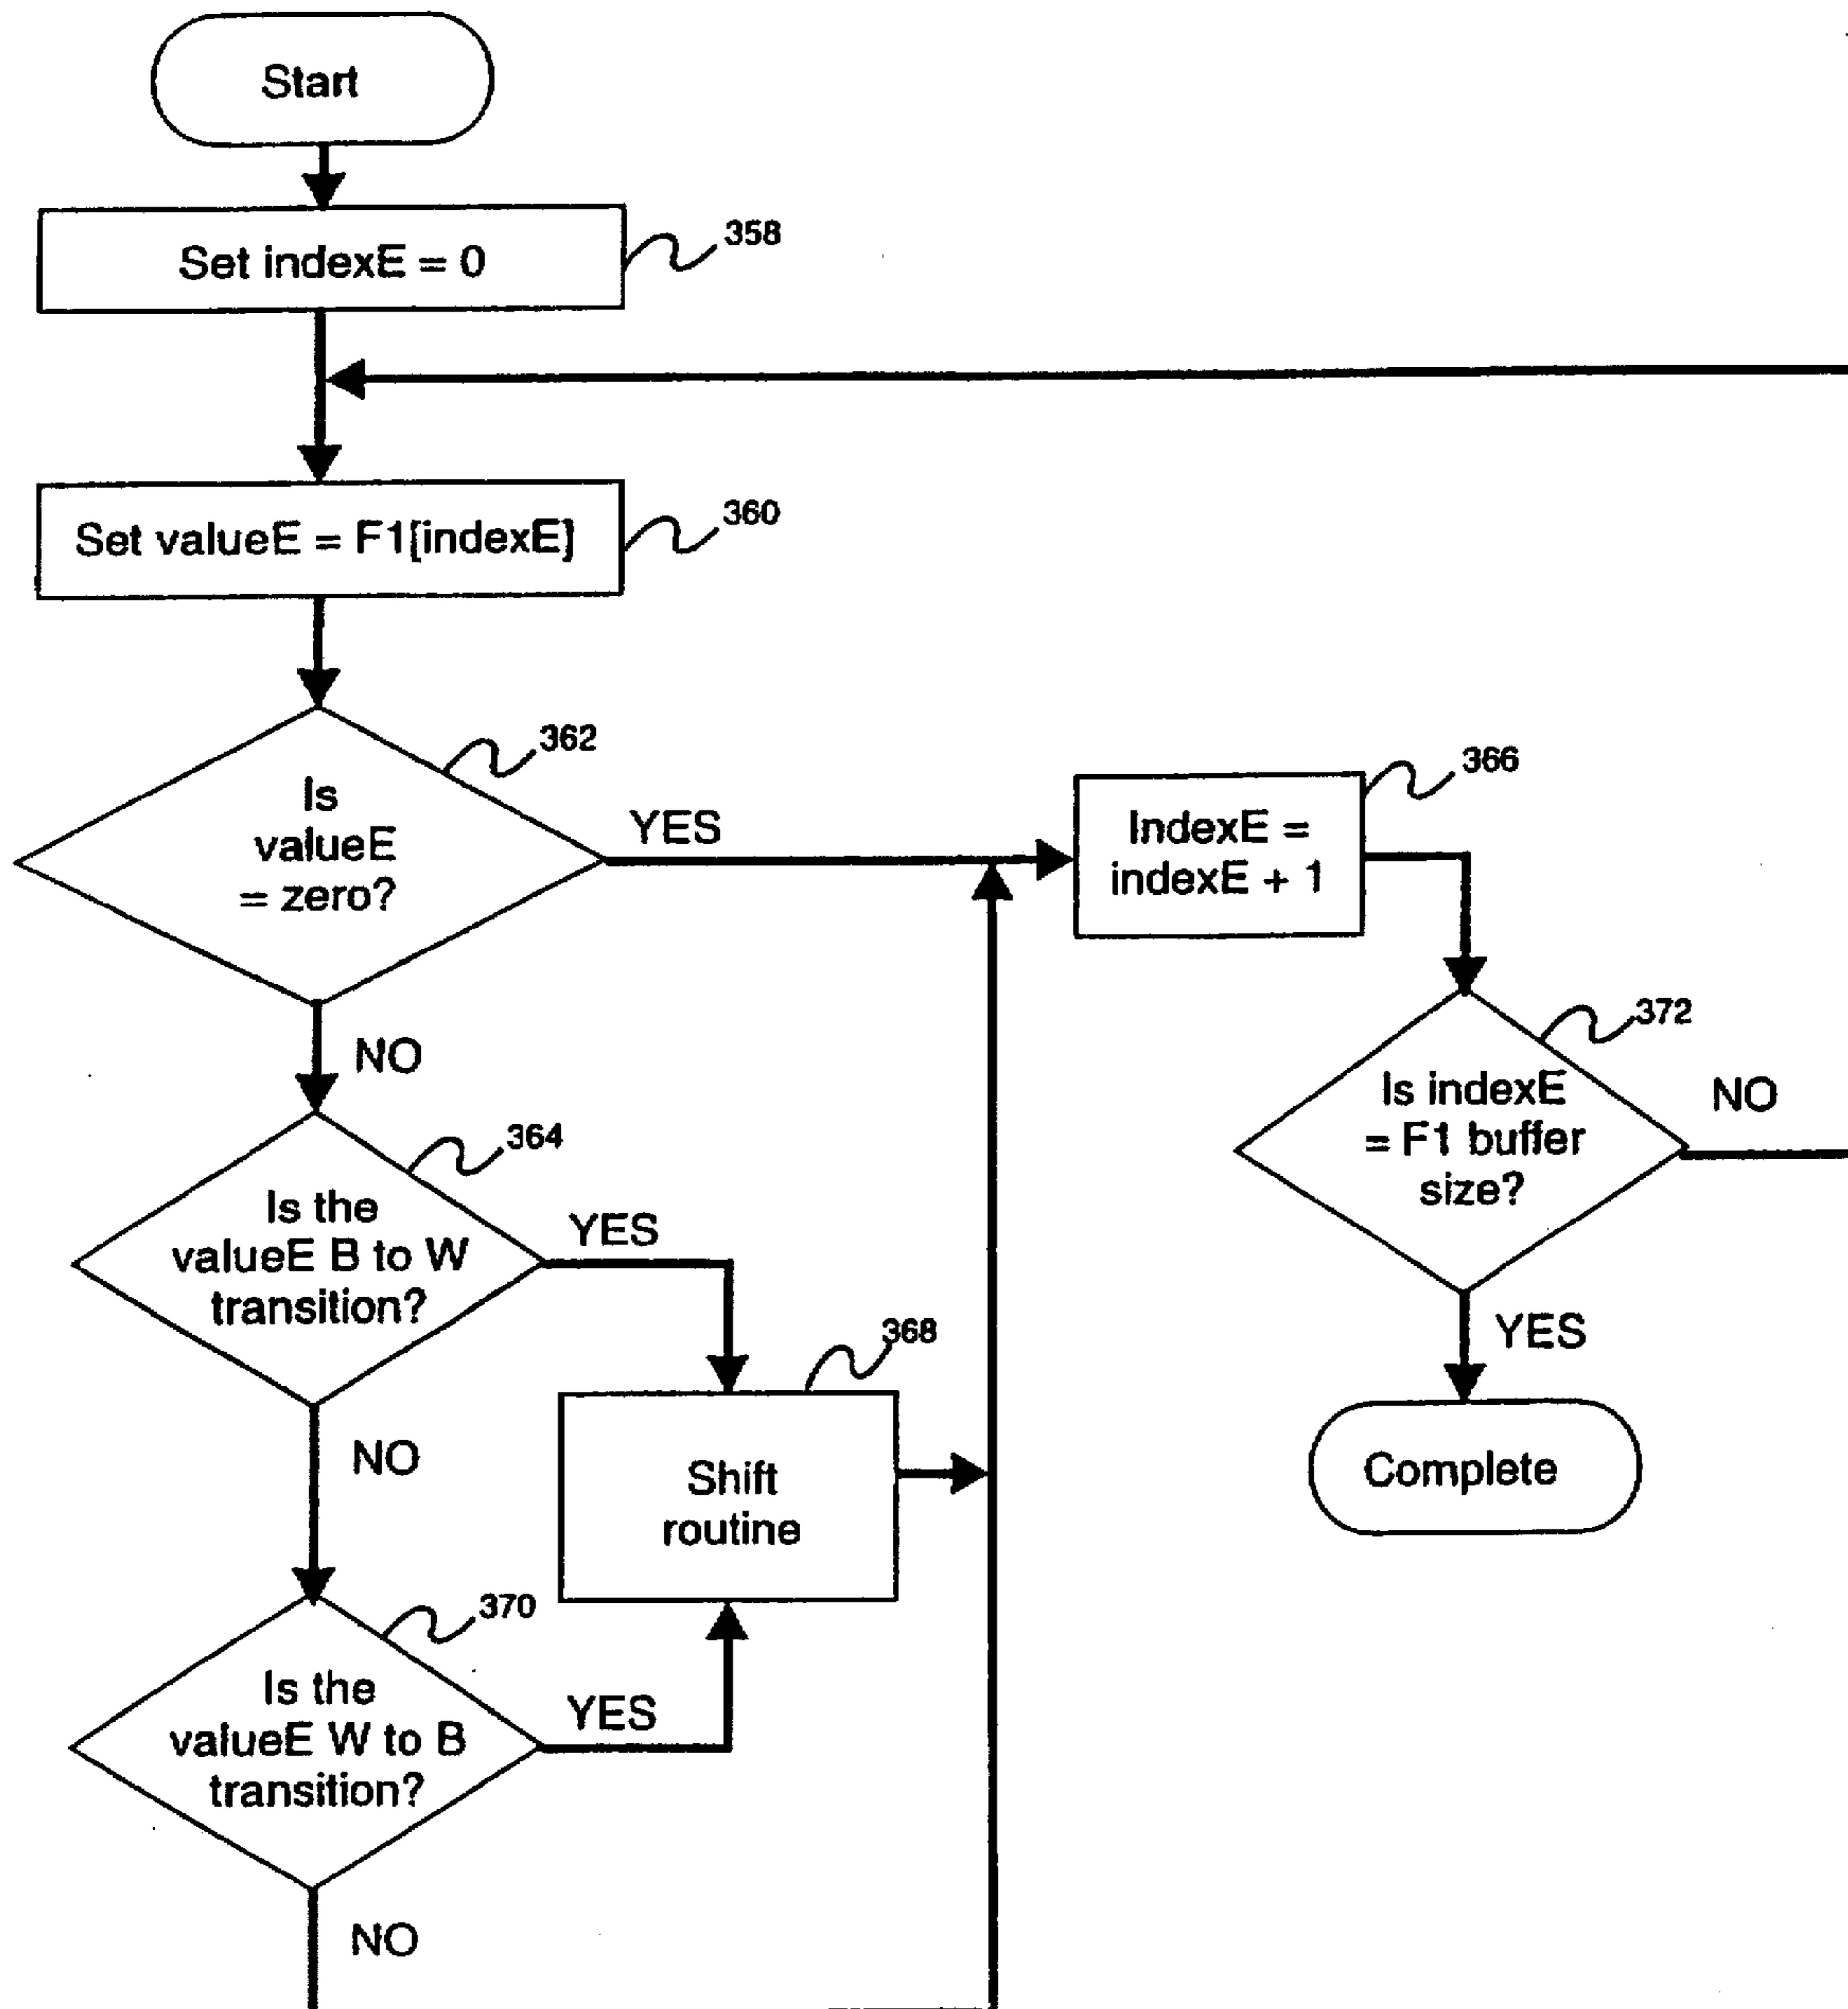 Start
Set indexE = 0
358
Set valueE = F1[indexE]
360
362
Is
valueE
= zero?
YES
NO
366
IndexE =
indexE + 1
372
Is indexE
= F1 buffer
size?
NO
YES
Complete
364
Is the
valueE B to W
transition?
YES
NO
368
Shift
routine
370
Is the
valueE W to B
transition?
YES
NO